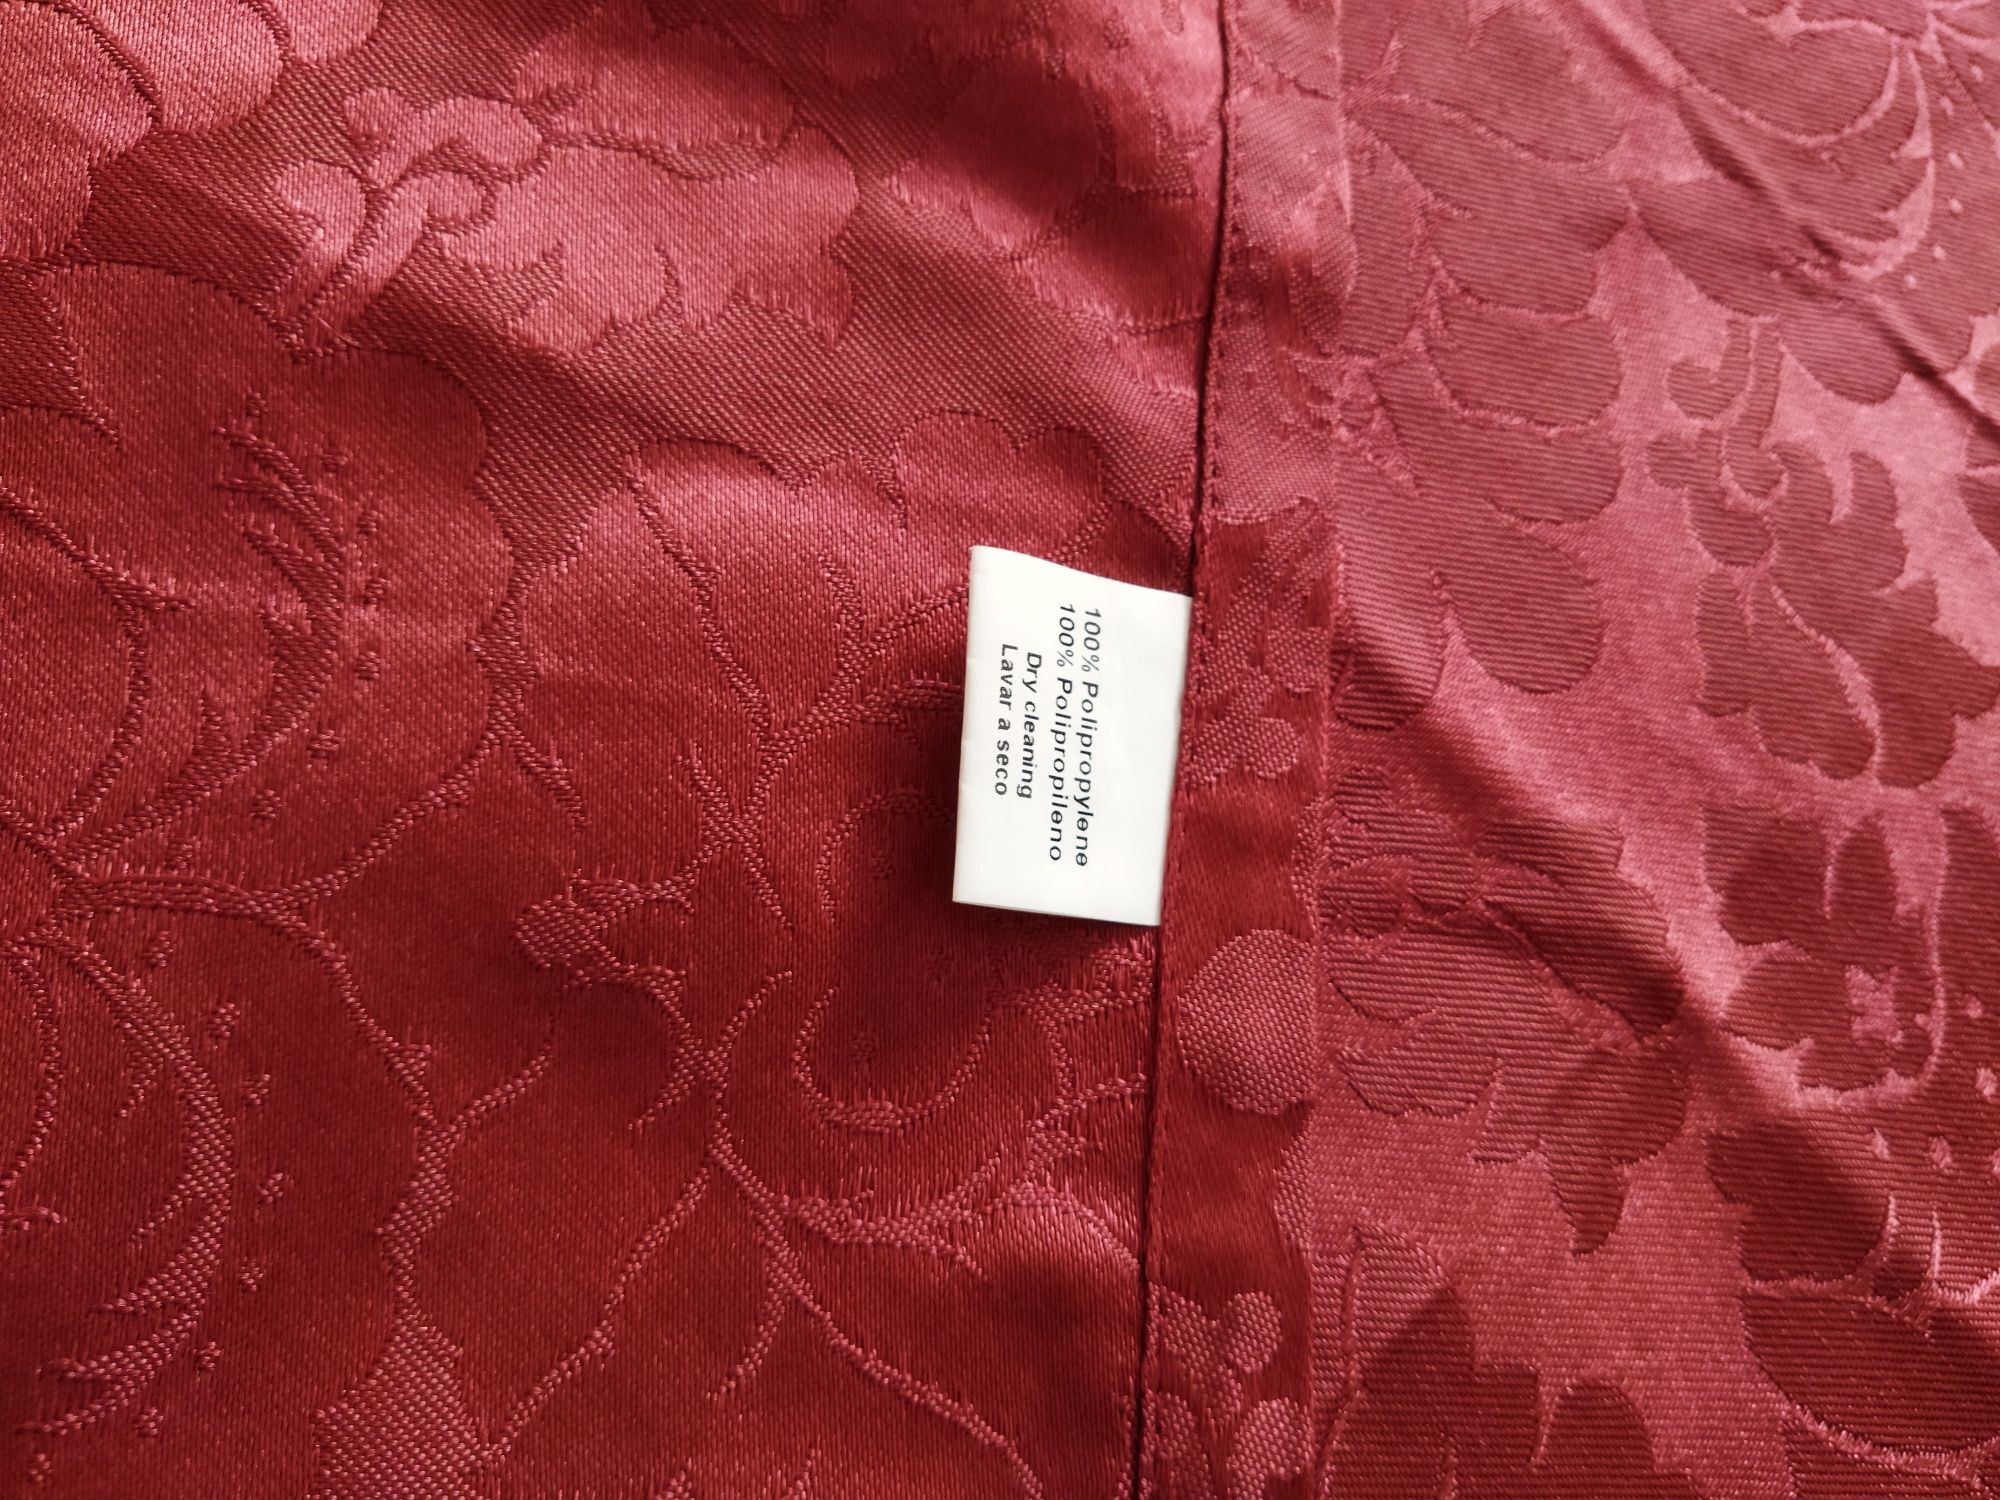 100% Polipropylene
100% Polipropileno
Dry cleaning
Lavar a seco